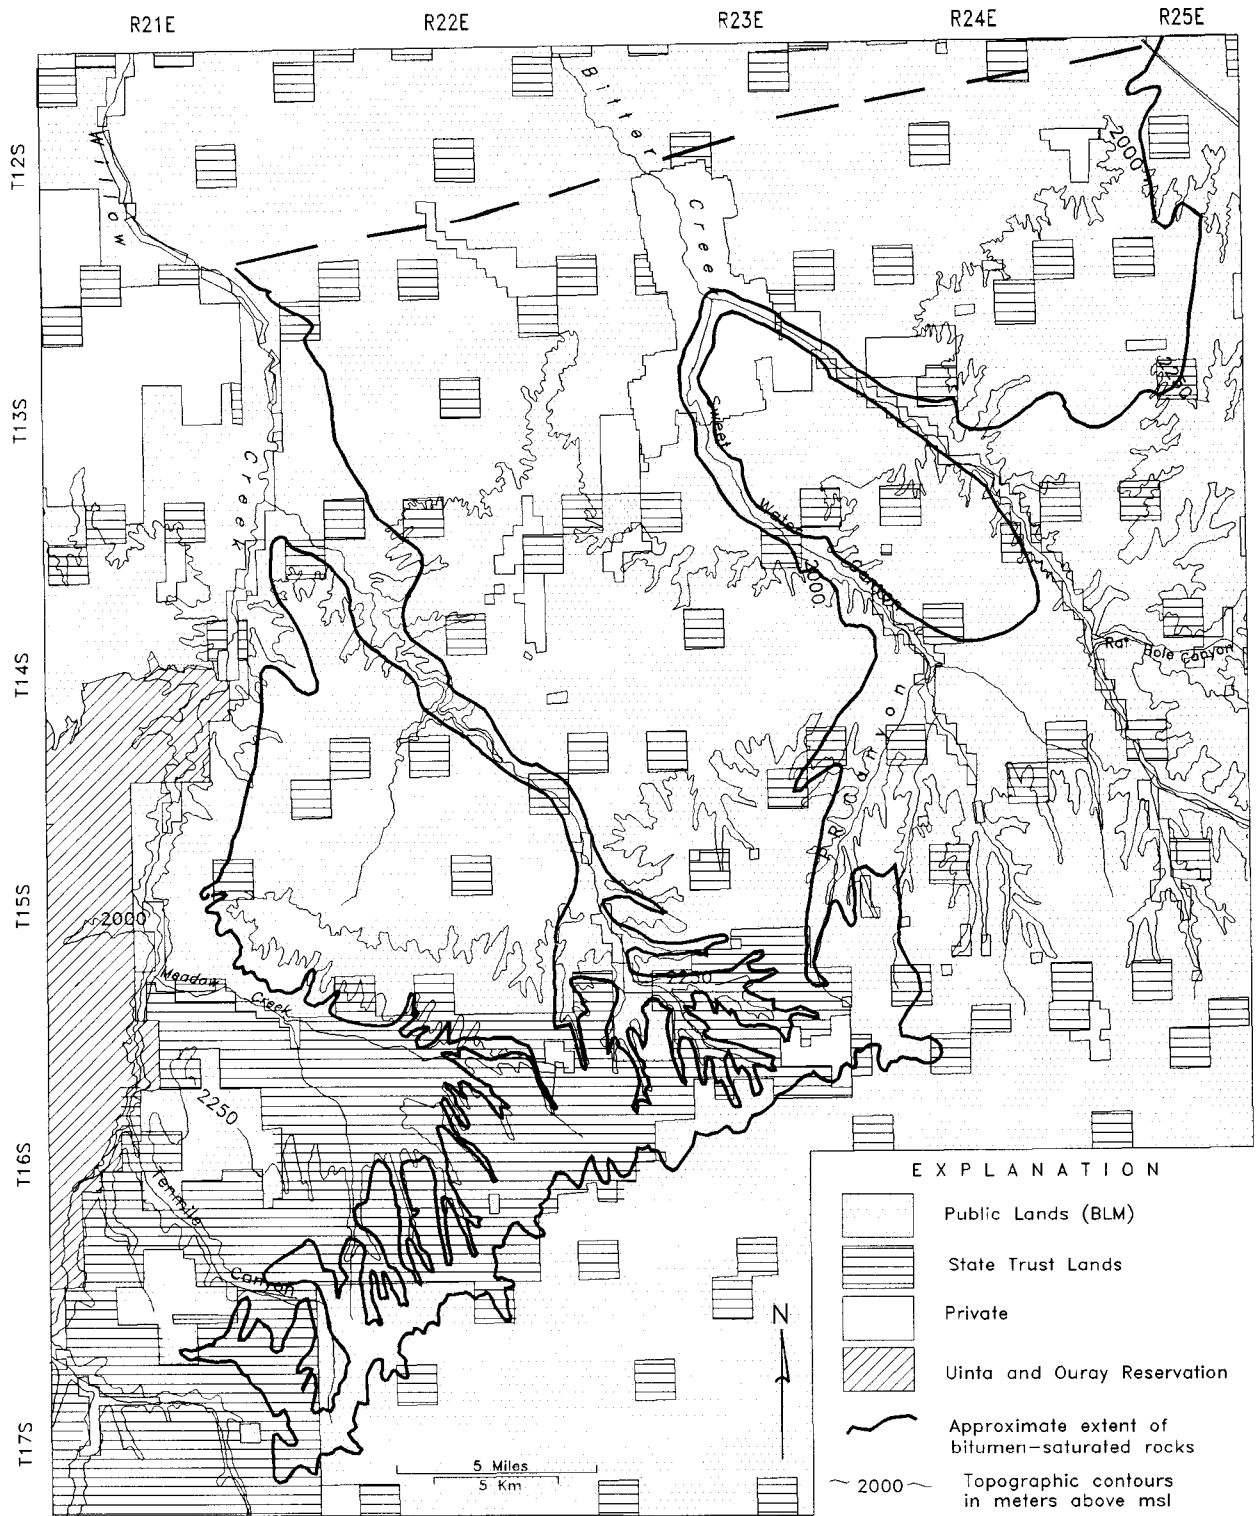 R21E R22E R23E R24E R25E
T12S
T13S
T14S
T15S
T16S
T17S
Willow
Creek
Bitter
Creek
2000
2250
Sweet
Water
Canyon
2000
Rat Hole Canyon
P R Canyon
2000
Meadow
Creek
2250
2250
Tenmile
Canyon
N
5 Miles
5 Km
EXPLANATION
Public Lands (BLM)
State Trust Lands
Private
Uinta and Ouray Reservation
Approximate extent of
bitumen-saturated rocks
2000 Topographic contours
in meters above msl